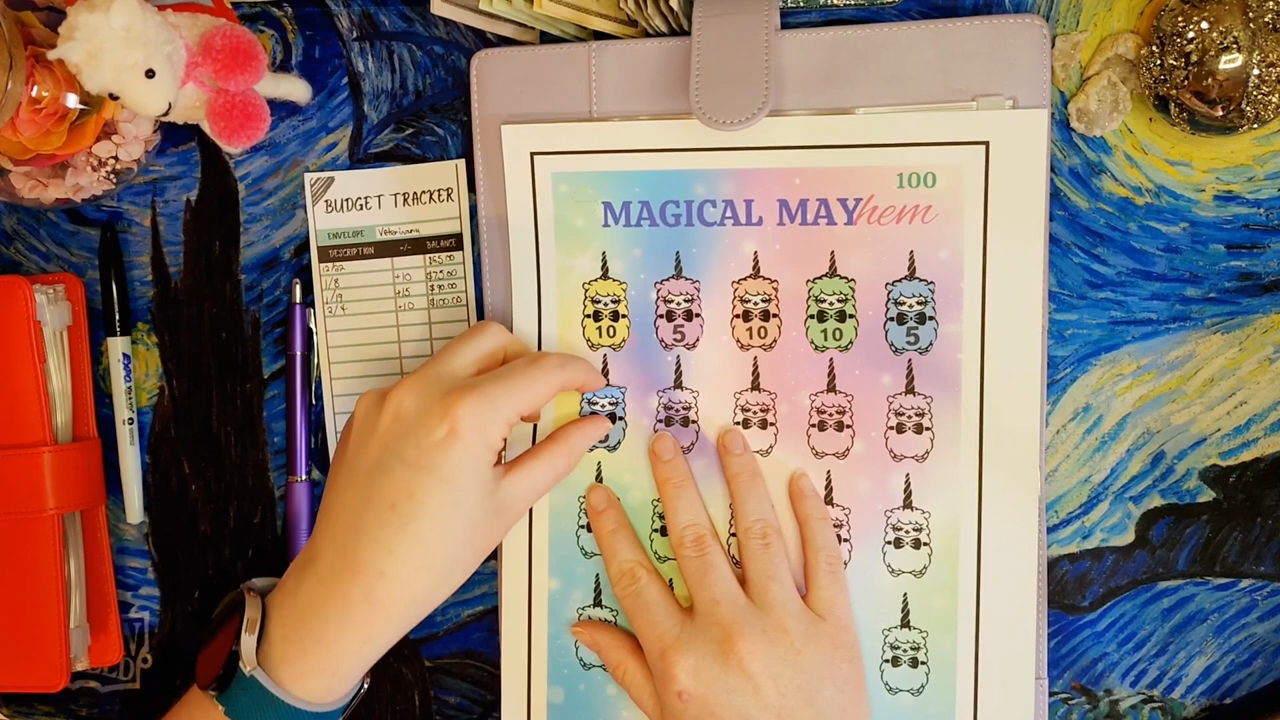 BUDGET TRACKER
ENVELOPE Veterinary
DESCRIPTION +/- BALANCE
12/22 $65.00
1/8 +10 $75.00
1/19 +15 $90.00
2/4 +10 $100.00
100
MAGICAL MAYhem
10 5 10 10 5
EXPO